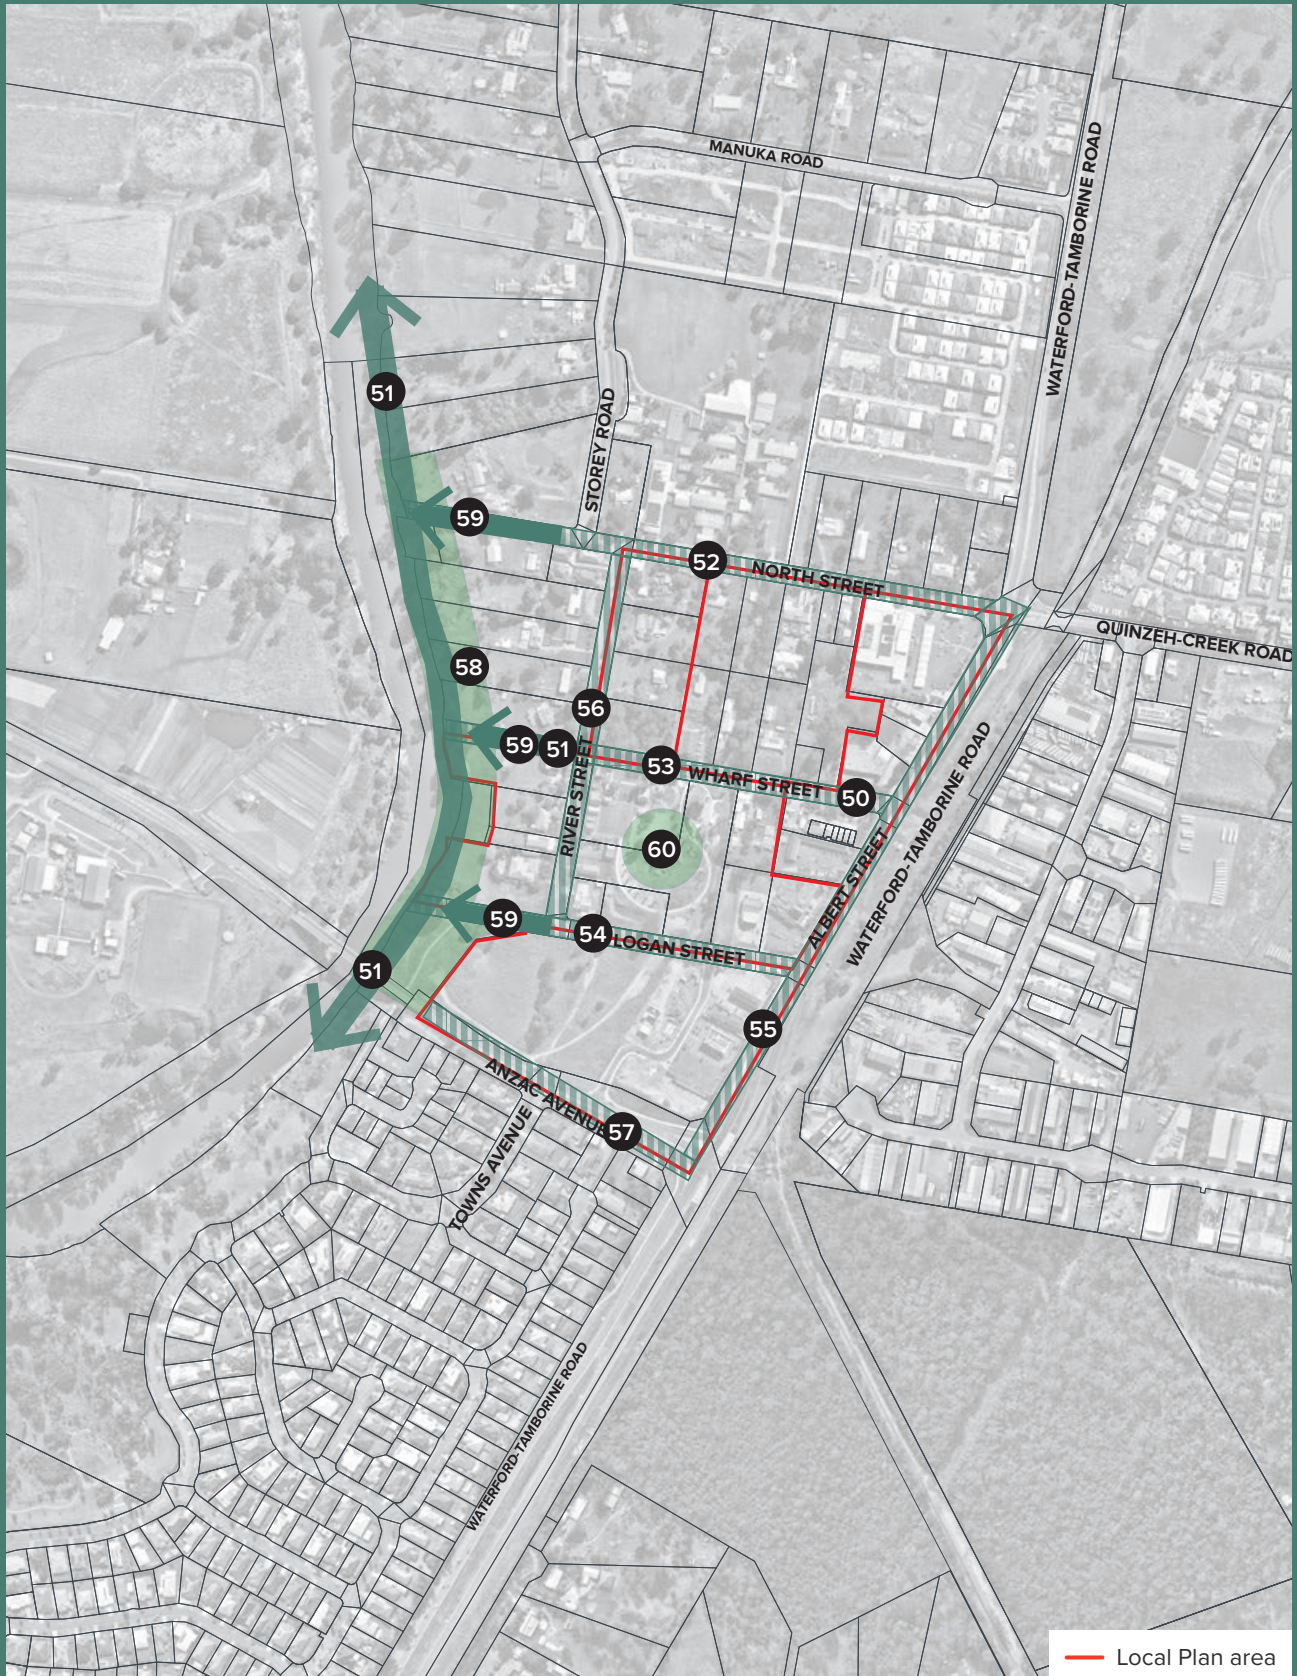 MANUKA ROAD
WATERFORD-TAMBORINE ROAD
51
STOREY ROAD
59
52
NORTH STREET
QUINZEH-CREEK ROAD
58
56
59
51
53
WHARF STREET
50
RIVER STREET
60
ALBERT STREET
WATERFORD-TAMBORINE ROAD
59
54
LOGAN STREET
51
55
ANZAC AVENUE
57
TOWNS AVENUE
WATERFORD-TAMBORINE ROAD
Local Plan area